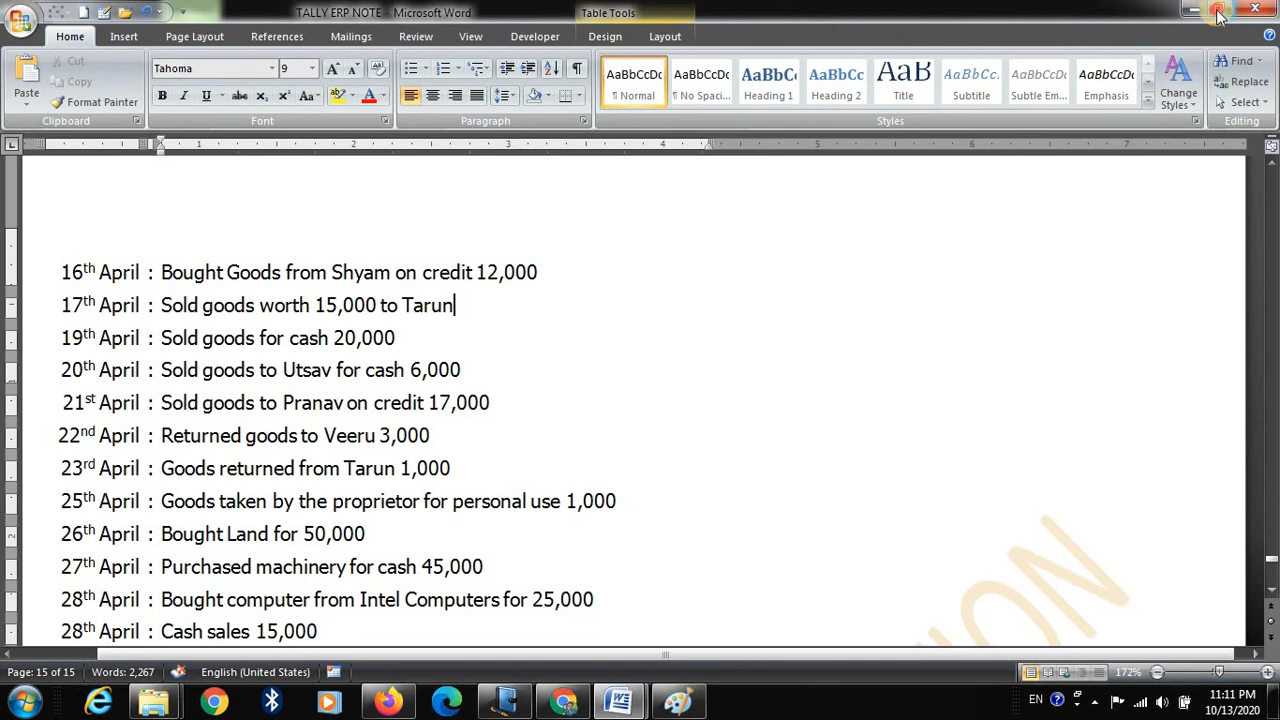 TALLY ERP NOTE - Microsoft Word
Table Tools
Home Insert Page Layout References Mailings Review View Developer Design Layout
Cut
Copy
Format Painter
Paste
Clipboard
Tahoma 9
Font
Paragraph
AaBbCcDc AaBbCcDc AaBbCc AaBbCc AaB AaBbCc. AaBbCcDc AaBbCcDc
¶ Normal ¶ No Spaci... Heading 1 Heading 2 Title Subtitle Subtle Em... Emphasis
Styles
Change Styles
Find
Replace
Select
Editing
1 2 3 4 5 6 7
16th April : Bought Goods from Shyam on credit 12,000
17th April : Sold goods worth 15,000 to Tarun
19th April : Sold goods for cash 20,000
20th April : Sold goods to Utsav for cash 6,000
21st April : Sold goods to Pranav on credit 17,000
22nd April : Returned goods to Veeru 3,000
23rd April : Goods returned from Tarun 1,000
25th April : Goods taken by the proprietor for personal use 1,000
26th April : Bought Land for 50,000
27th April : Purchased machinery for cash 45,000
28th April : Bought computer from Intel Computers for 25,000
28th April : Cash sales 15,000
ION
Page: 15 of 15 Words: 2,267 English (United States) 172%
EN 11:11 PM
10/13/2020